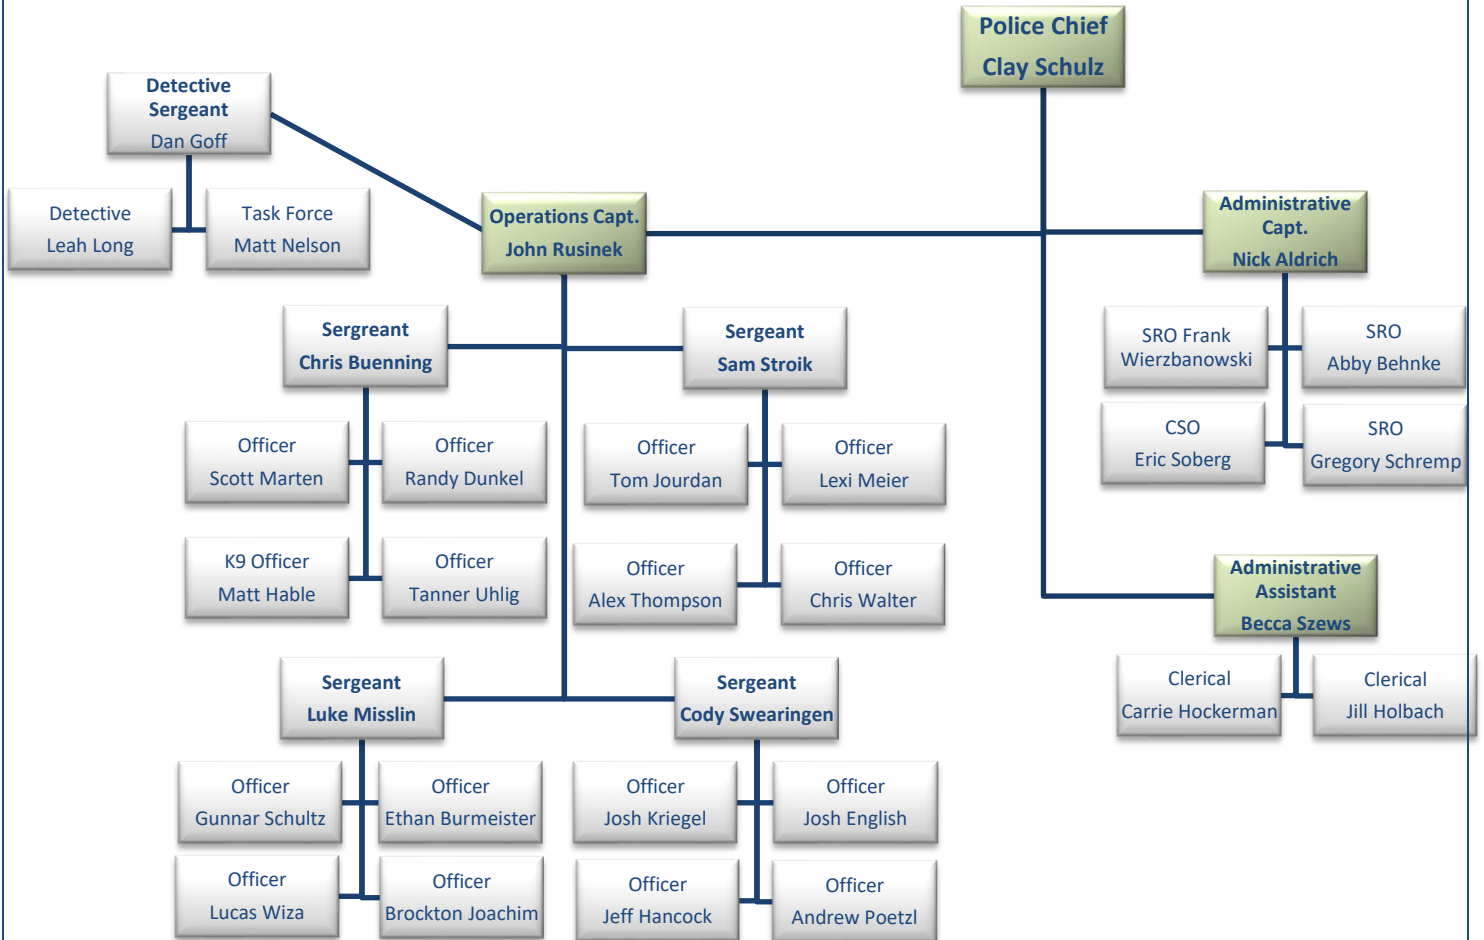 Police Chief
Clay Schulz
Detective
Sergeant
Dan Goff
Detective
Leah Long
Task Force
Matt Nelson
Operations Capt.
John Rusinek
Administrative
Capt.
Nick Aldrich
Sergreant
Chris Buenning
Sergeant
Sam Stroik
SRO Frank
Wierzbanowski
SRO
Abby Behnke
CSO
Eric Soberg
SRO
Gregory Schremp
Officer
Scott Marten
Officer
Randy Dunkel
Officer
Tom Jourdan
Officer
Lexi Meier
K9 Officer
Matt Hable
Officer
Tanner Uhlig
Officer
Alex Thompson
Officer
Chris Walter
Administrative
Assistant
Becca Szews
Clerical
Carrie Hockerman
Clerical
Jill Holbach
Sergeant
Luke Misslin
Sergeant
Cody Swearingen
Officer
Gunnar Schultz
Officer
Ethan Burmeister
Officer
Josh Kriegel
Officer
Josh English
Officer
Lucas Wiza
Officer
Brockton Joachim
Officer
Jeff Hancock
Officer
Andrew Poetzl